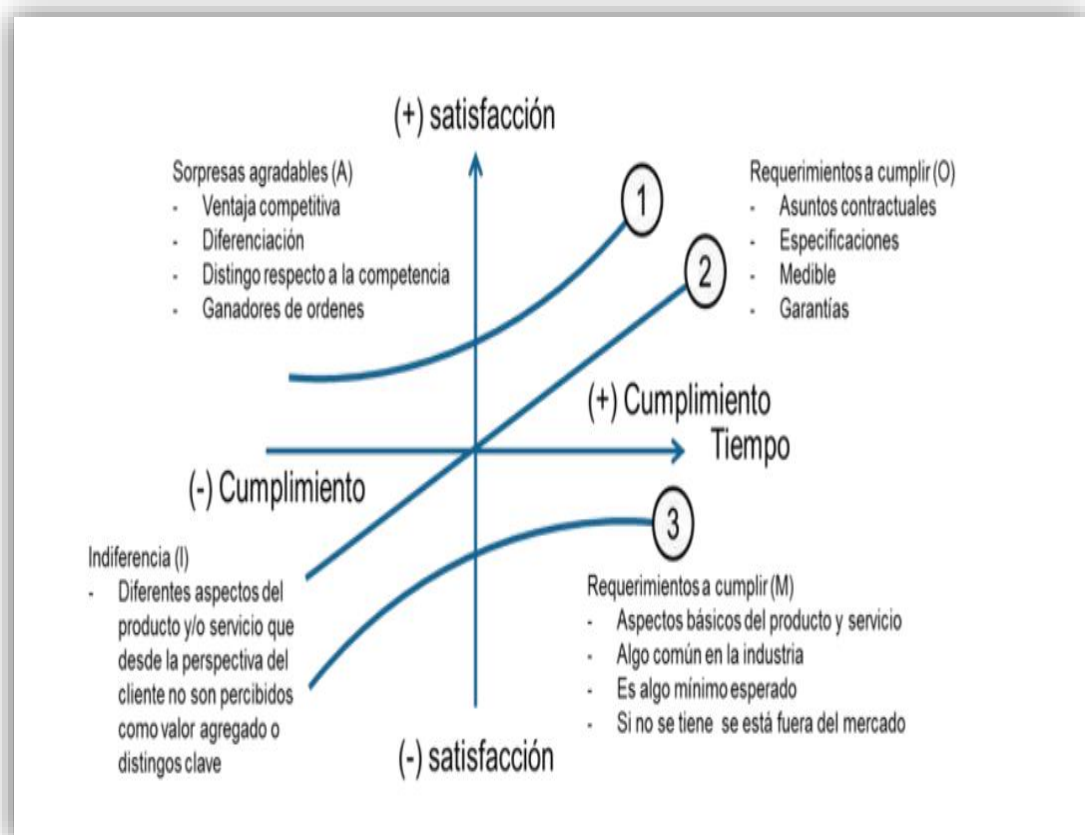 (+) satisfacción
Sorpresas agradables (A)
- Ventaja competitiva
- Diferenciación
- Distingo respecto a la competencia
- Ganadores de ordenes
1
2
Requerimientos a cumplir (O)
- Asuntos contractuales
- Especificaciones
- Medible
- Garantías
(+) Cumplimiento
Tiempo
(-) Cumplimiento
3
Indiferencia (I)
- Diferentes aspectos del
producto y/o servicio que
desde la perspectiva del
cliente no son percibidos
como valor agregado o
distingos clave
Requerimientos a cumplir (M)
- Aspectos básicos del producto y servicio
- Algo común en la industria
- Es algo mínimo esperado
- Si no se tiene se está fuera del mercado
(-) satisfacción